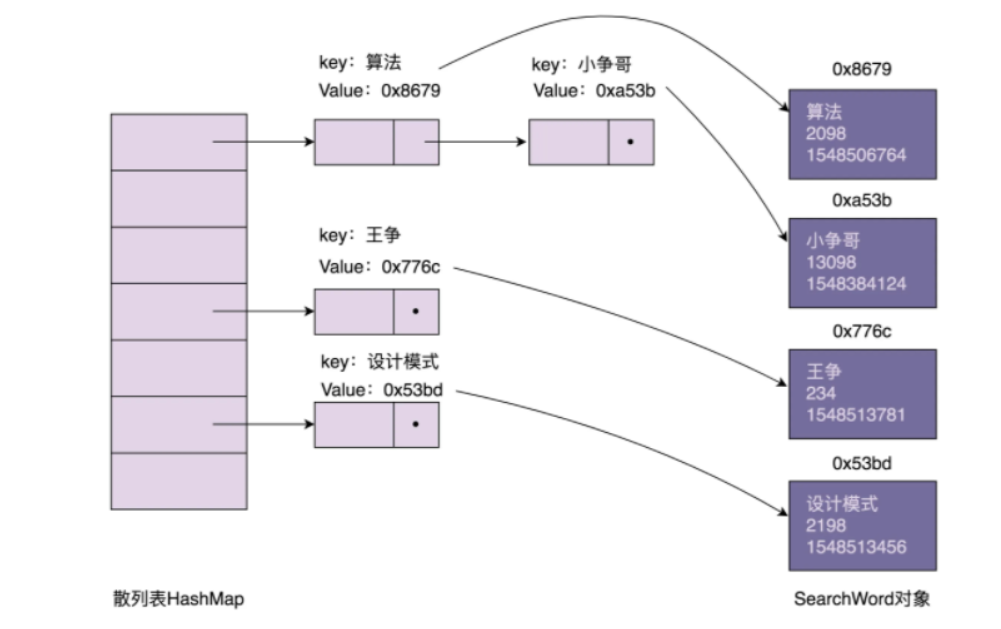 key：算法
Value：0x8679
key：小争哥
Value：0xa53b
0x8679
算法
2098
1548506764
0xa53b
小争哥
13098
1548384124
key：王争
Value：0x776c
0x776c
王争
234
1548513781
key：设计模式
Value：0x53bd
0x53bd
设计模式
2198
1548513456
散列表HashMap
SearchWord对象